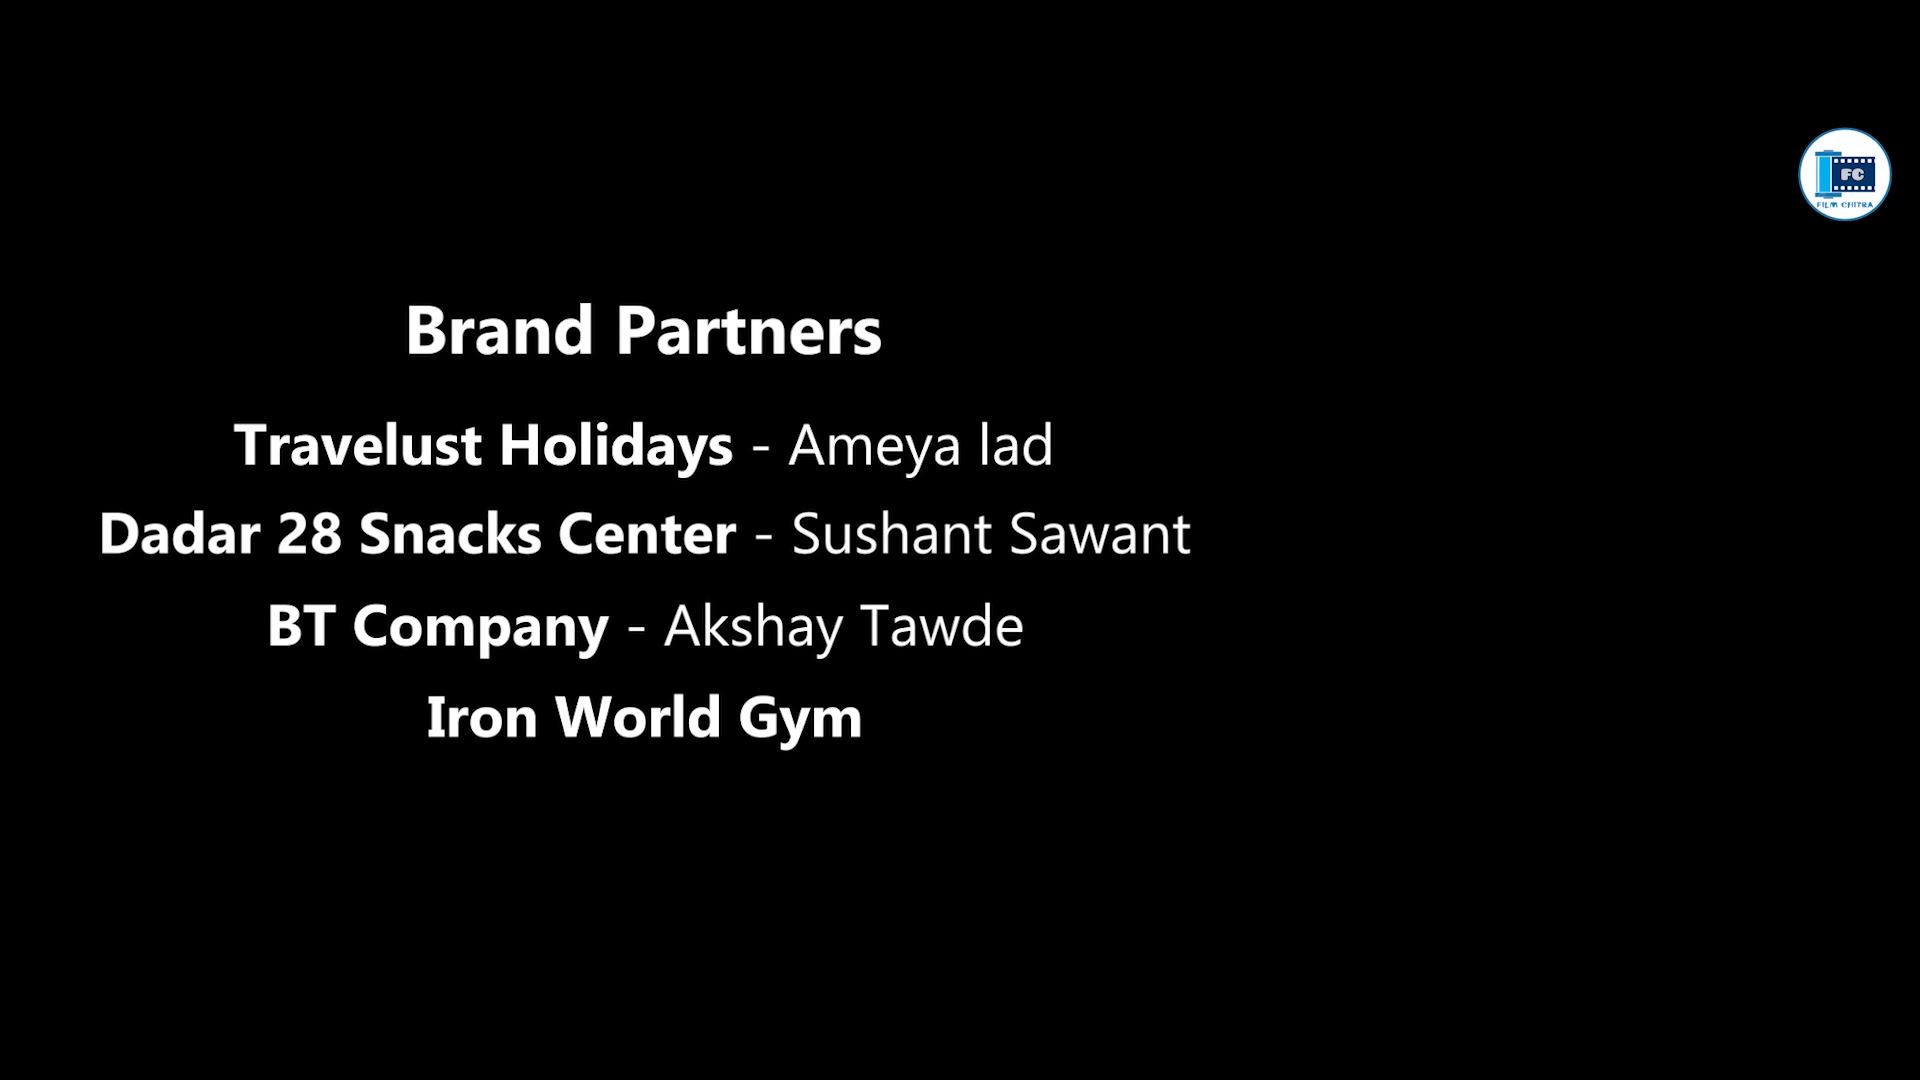 FC
FILM CHITRA
Brand Partners
Travelust Holidays - Ameya lad
Dadar 28 Snacks Center - Sushant Sawant
BT Company - Akshay Tawde
Iron World Gym